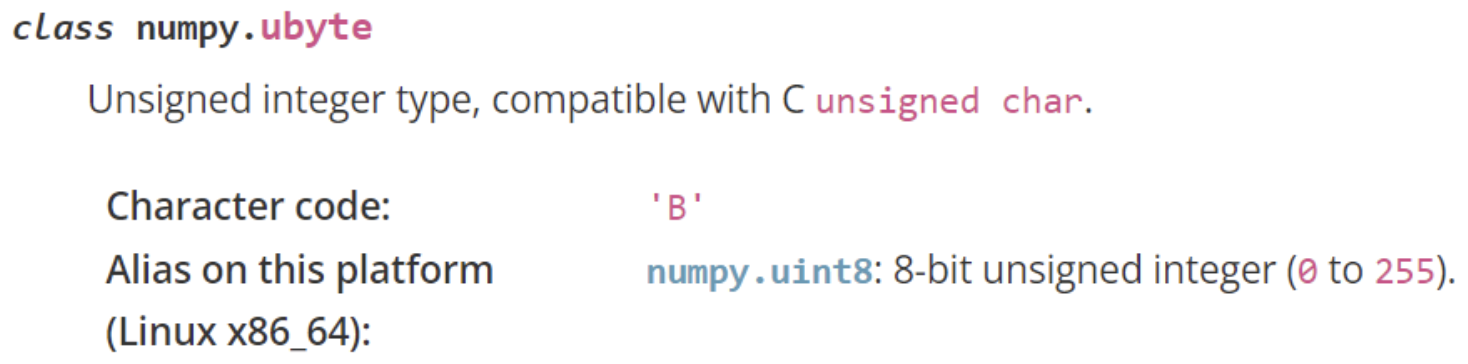 class numpy.ubyte
Unsigned integer type, compatible with C unsigned char.
Character code: 'B'
Alias on this platform numpy.uint8: 8-bit unsigned integer (0 to 255).
(Linux x86_64):